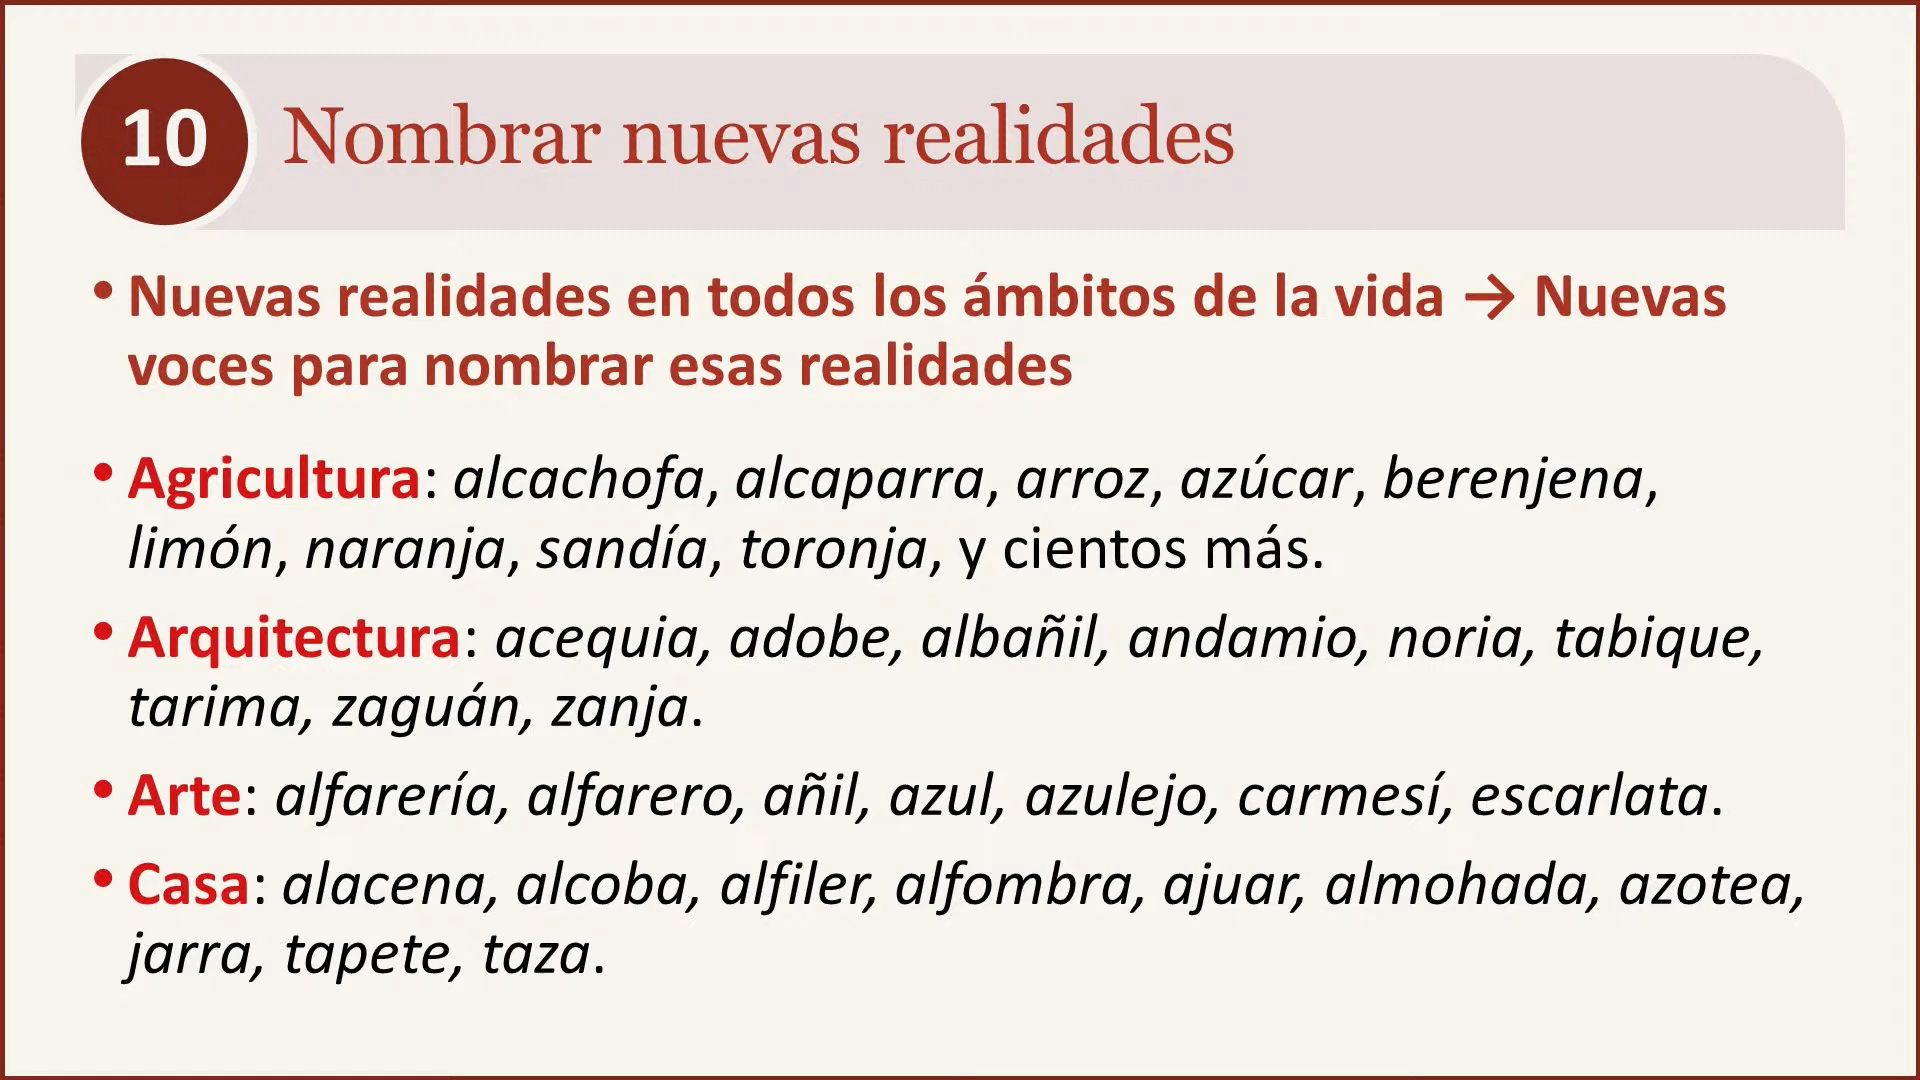 10 Nombrar nuevas realidades
• Nuevas realidades en todos los ámbitos de la vida → Nuevas
voces para nombrar esas realidades
• Agricultura: alcachofa, alcaparra, arroz, azúcar, berenjena,
limón, naranja, sandía, toronja, y cientos más.
• Arquitectura: acequia, adobe, albañil, andamio, noria, tabique,
tarima, zaguán, zanja.
• Arte: alfarería, alfarero, añil, azul, azulejo, carmesí, escarlata.
• Casa: alacena, alcoba, alfiler, alfombra, ajuar, almohada, azotea,
jarra, tapete, taza.